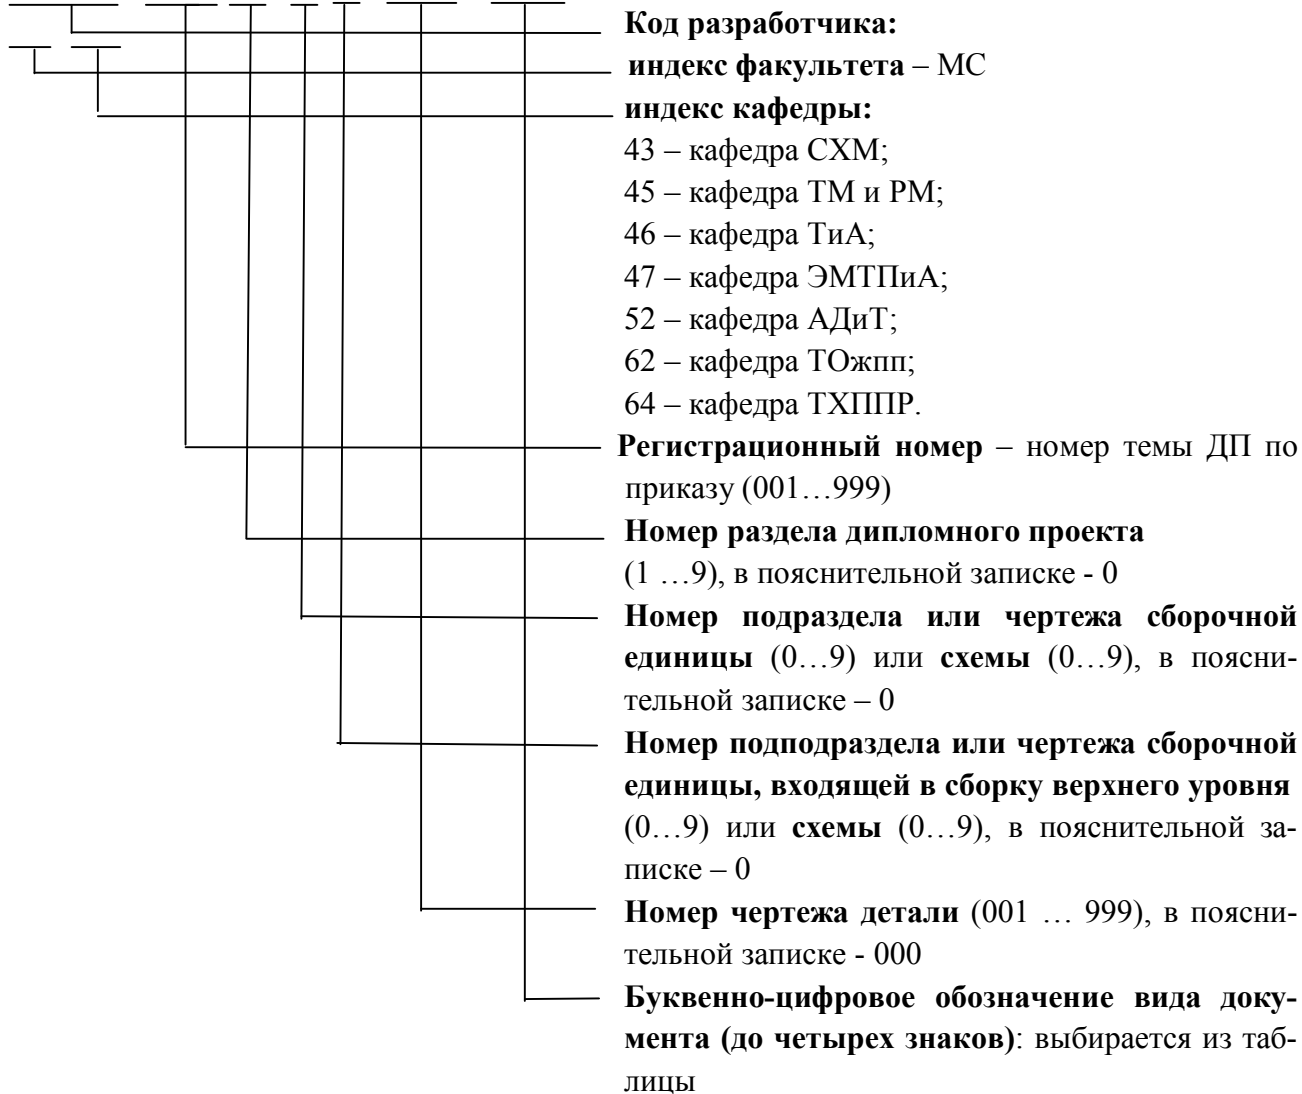 Код разработчика:
индекс факультета – МС
индекс кафедры:
43 – кафедра СХМ;
45 – кафедра ТМ и РМ;
46 – кафедра ТиА;
47 – кафедра ЭМТПиА;
52 – кафедра АДиТ;
62 – кафедра ТОжпп;
64 – кафедра ТХППР.
Регистрационный номер – номер темы ДП по
приказу (001…999)
Номер раздела дипломного проекта
(1 …9), в пояснительной записке - 0
Номер подраздела или чертежа сборочной
единицы (0…9) или схемы (0…9), в поясни-
тельной записке – 0
Номер подподраздела или чертежа сборочной
единицы, входящей в сборку верхнего уровня
(0…9) или схемы (0…9), в пояснительной за-
писке – 0
Номер чертежа детали (001 … 999), в поясни-
тельной записке - 000
Буквенно-цифровое обозначение вида доку-
мента (до четырех знаков): выбирается из таб-
лицы